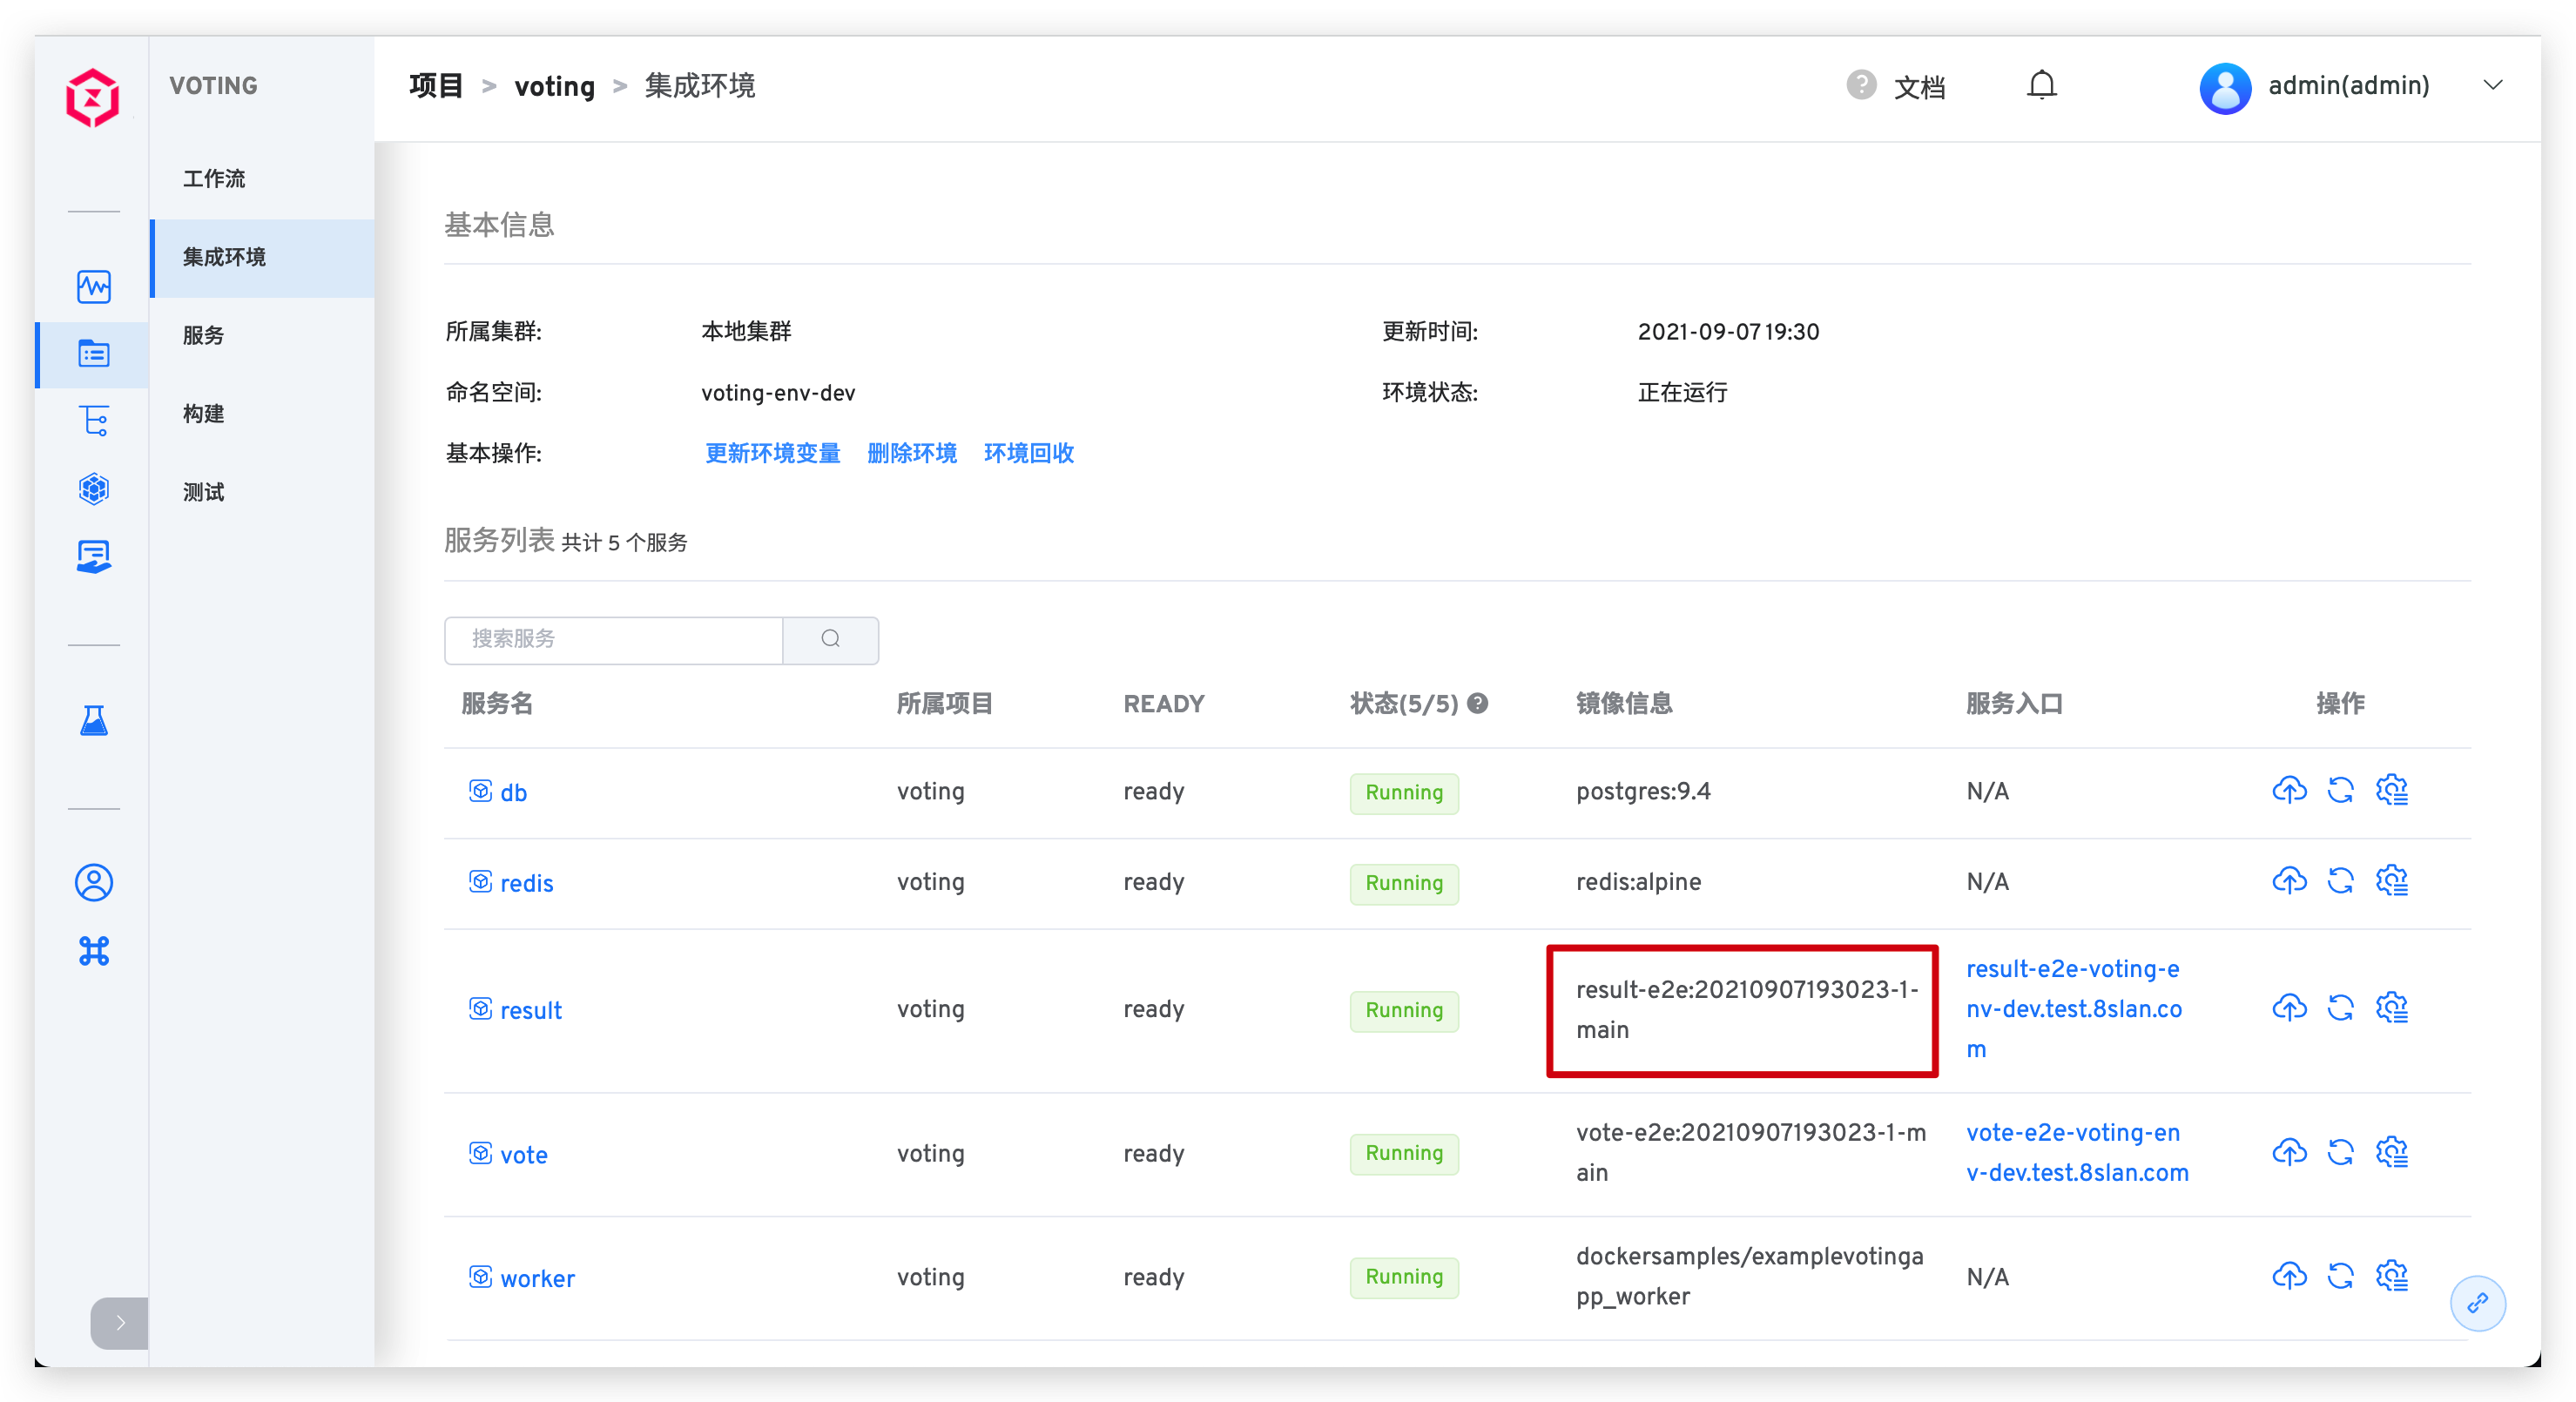 VOTING
项目 > voting > 集成环境
? 文档
admin(admin)
工作流
集成环境
服务
构建
测试
基本信息
所属集群: 本地集群 更新时间: 2021-09-07 19:30
命名空间: voting-env-dev 环境状态: 正在运行
基本操作: 更新环境变量 删除环境 环境回收
服务列表 共计 5 个服务
搜索服务
服务名 所属项目 READY 状态(5/5) ? 镜像信息 服务入口 操作
db voting ready Running postgres:9.4 N/A
redis voting ready Running redis:alpine N/A
result voting ready Running
result-e2e:20210907193023-1-
main
result-e2e-voting-e
nv-dev.test.8slan.co
m
vote voting ready Running
vote-e2e:20210907193023-1-m
ain
vote-e2e-voting-en
v-dev.test.8slan.com
worker voting ready Running
dockersamples/examplevotinga
pp_worker
N/A